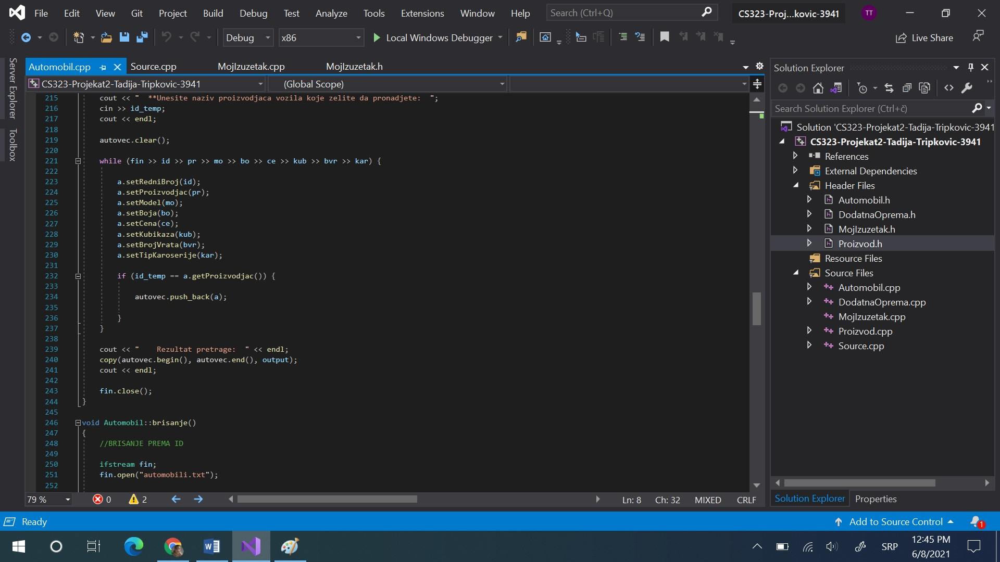 File Edit View Git Project Build Debug Test Analyze Tools Extensions Window Help Search (Ctrl+Q) CS323-Proj...kovic-3941 TT
Debug x86 Local Windows Debugger Live Share
Server Explorer
Toolbox
Automobil.cpp Source.cpp MojIzuzetak.cpp MojIzuzetak.h
CS323-Projekat2-Tadija-Tripkovic-3941 (Global Scope)
215 cout << "  **Unesite naziv proizvodjaca vozila koje zelite da pronadjete:  ";
216 cin >> id_temp;
217 cout << endl;
218
219 autovec.clear();
220
221 while (fin >> id >> pr >> mo >> bo >> ce >> kub >> bvr >> kar) {
222
223 a.setRedniBroj(id);
224 a.setProizvodjac(pr);
225 a.setModel(mo);
226 a.setBoja(bo);
227 a.setCena(ce);
228 a.setKubikaza(kub);
229 a.setBrojVrata(bvr);
230 a.setTipKaroserije(kar);
231
232 if (id_temp == a.getProizvodjac()) {
233
234 autovec.push_back(a);
235
236 }
237 }
238
239 cout << "    Rezultat pretrage:  " << endl;
240 copy(autovec.begin(), autovec.end(), output);
241 cout << endl;
242
243 fin.close();
244 }
245
246 void Automobil::brisanje()
247 {
248 //BRISANJE PREMA ID
249
250 ifstream fin;
251 fin.open("automobili.txt");
252
79 % 0 2 Ln: 8 Ch: 32 MIXED CRLF
Solution Explorer
Search Solution Explorer (Ctrl+č)
Solution 'CS323-Projekat2-Tadija-Tripkovic-3941
CS323-Projekat2-Tadija-Tripkovic-3941
References
External Dependencies
Header Files
Automobil.h
DodatnaOprema.h
MojIzuzetak.h
Proizvod.h
Resource Files
Source Files
Automobil.cpp
DodatnaOprema.cpp
MojIzuzetak.cpp
Proizvod.cpp
Source.cpp
Solution Explorer Properties
Ready Add to Source Control 1
SRP 12:45 PM
6/8/2021